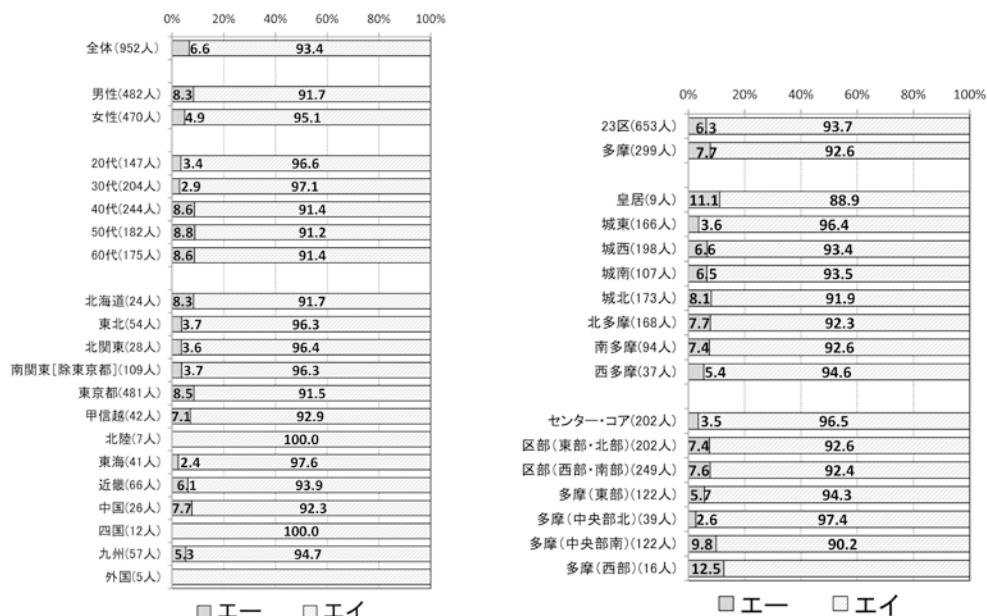 0% 20% 40% 60% 80% 100%
全体(952人) 6.6 93.4
男性(482人) 8.3 91.7
女性(470人) 4.9 95.1
20代(147人) 3.4 96.6
30代(204人) 2.9 97.1
40代(244人) 8.6 91.4
50代(182人) 8.8 91.2
60代(175人) 8.6 91.4
北海道(24人) 8.3 91.7
東北(54人) 3.7 96.3
北関東(28人) 3.6 96.4
南関東[除東京都](109人) 3.7 96.3
東京都(481人) 8.5 91.5
甲信越(42人) 7.1 92.9
北陸(7人) 100.0
東海(41人) 2.4 97.6
近畿(66人) 6.1 93.9
中国(26人) 7.7 92.3
四国(12人) 100.0
九州(57人) 5.3 94.7
外国(5人)
エー エイ
0% 20% 40% 60% 80% 100%
23区(653人) 6.3 93.7
多摩(299人) 7.7 92.6
皇居(9人) 11.1 88.9
城東(166人) 3.6 96.4
城西(198人) 6.6 93.4
城南(107人) 6.5 93.5
城北(173人) 8.1 91.9
北多摩(168人) 7.7 92.3
南多摩(94人) 7.4 92.6
西多摩(37人) 5.4 94.6
センター・コア(202人) 3.5 96.5
区部(東部・北部)(202人) 7.4 92.6
区部(西部・南部)(249人) 7.6 92.4
多摩(東部)(122人) 5.7 94.3
多摩(中央部北)(39人) 2.6 97.4
多摩(中央部南)(122人) 9.8 90.2
多摩(西部)(16人) 12.5
エー エイ